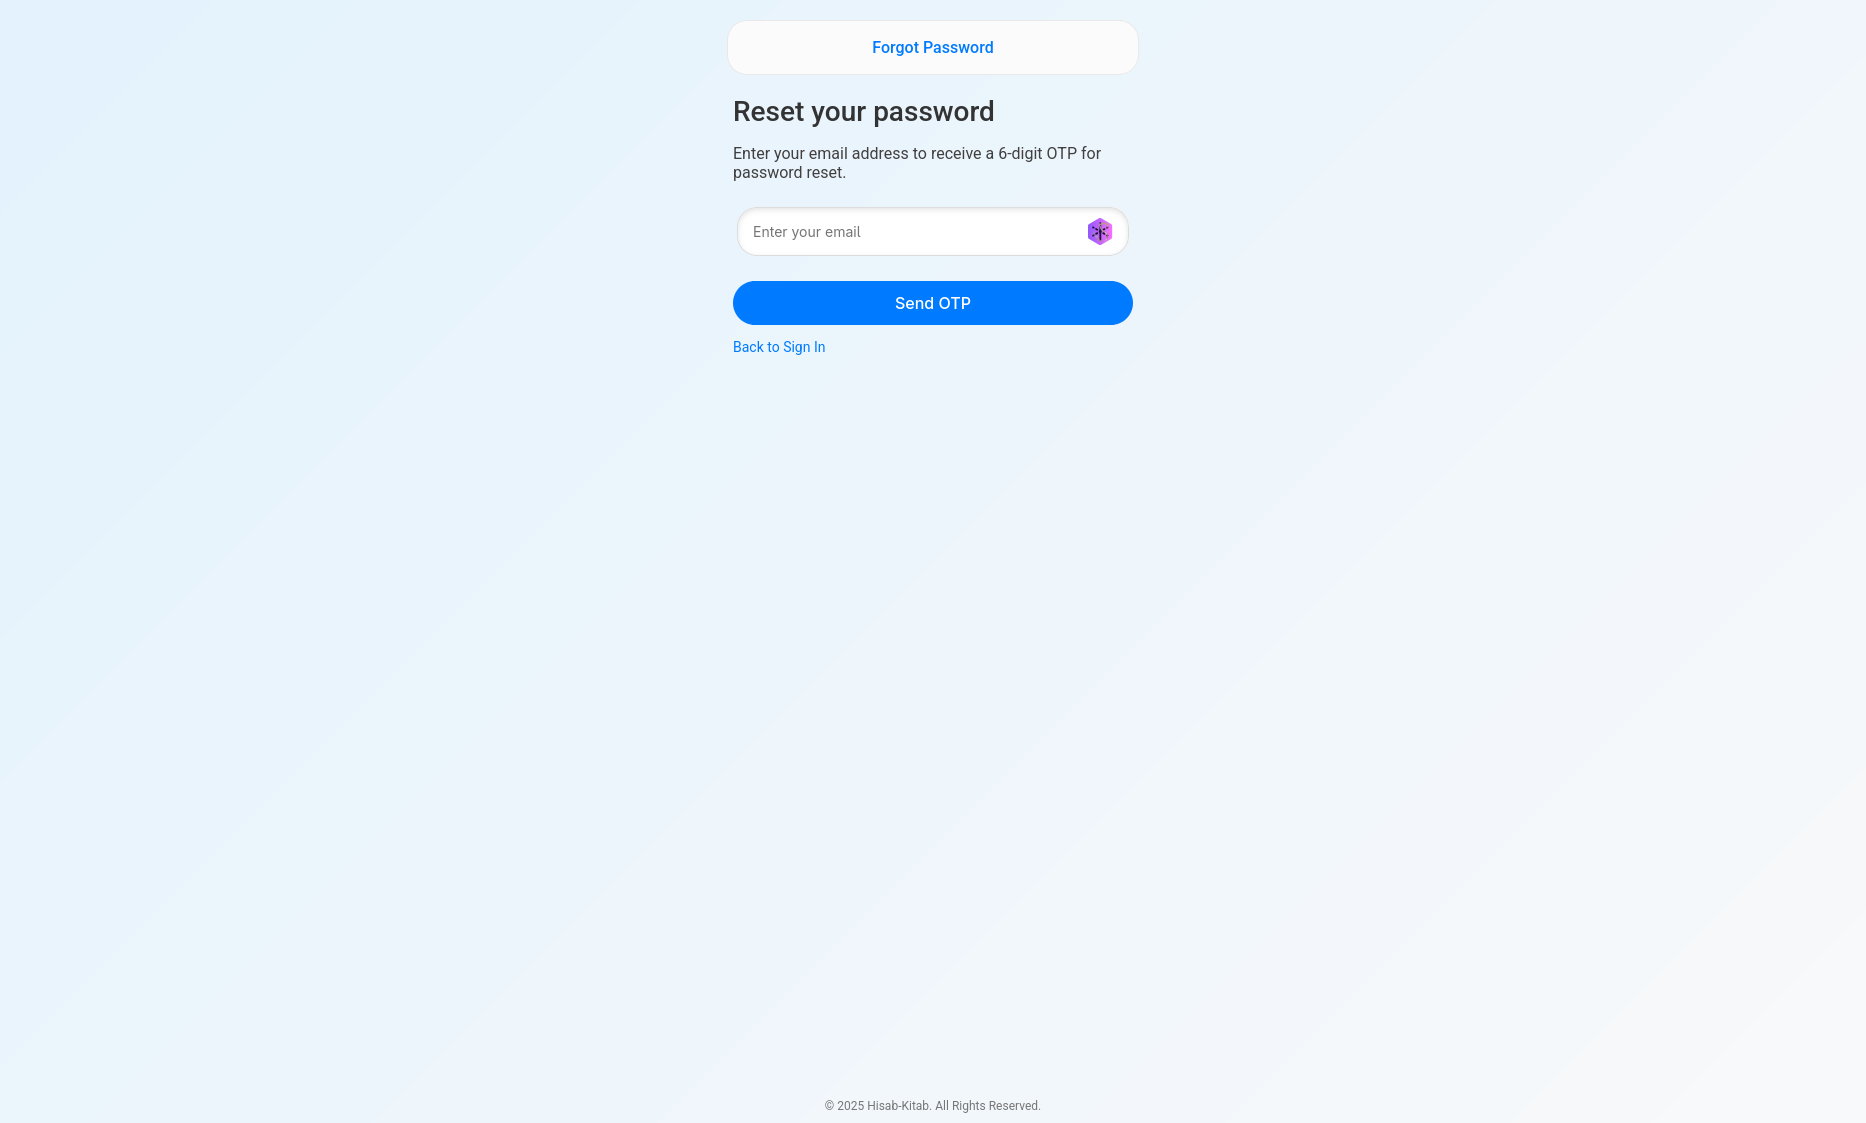 Forgot Password
Reset your password
Enter your email address to receive a 6-digit OTP for
password reset.
Enter your email
Send OTP
Back to Sign In
© 2025 Hisab-Kitab. All Rights Reserved.